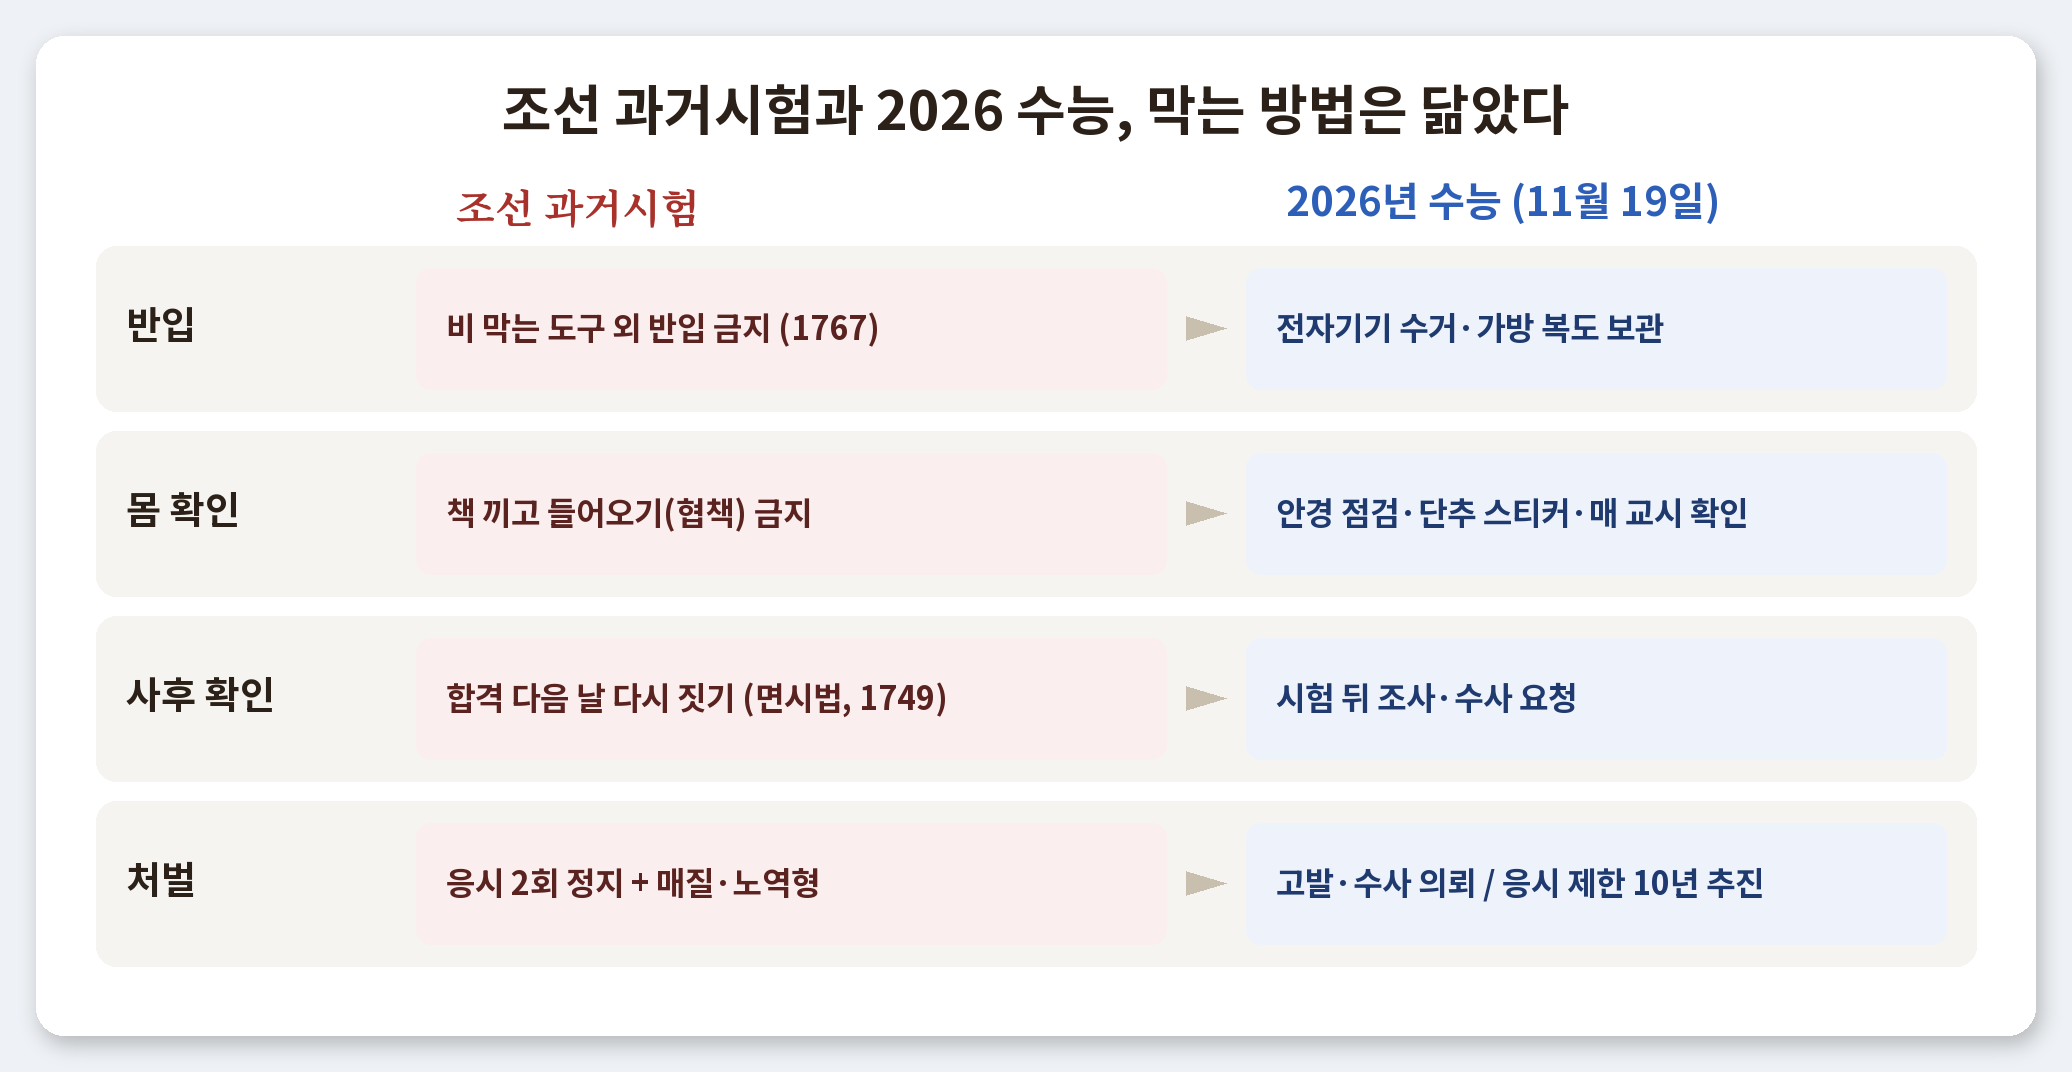 조선 과거시험과 2026 수능, 막는 방법은 닮았다
조선 과거시험
2026년 수능 (11월 19일)
반입
비 막는 도구 외 반입 금지 (1767)
전자기기 수거·가방 복도 보관
몸 확인
책 끼고 들어오기(협책) 금지
안경 점검·단추 스티커·매 교시 확인
사후 확인
합격 다음 날 다시 짓기 (면시법, 1749)
시험 뒤 조사·수사 요청
처벌
응시 2회 정지 + 매질·노역형
고발·수사 의뢰 / 응시 제한 10년 추진